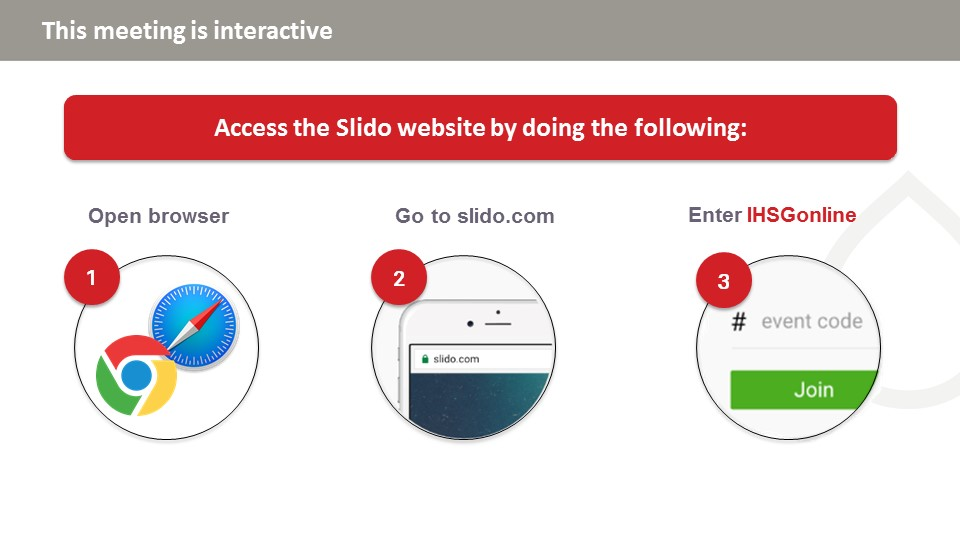 This meeting is interactive
Access the Slido website by doing the following:
Open browser
Go to slido.com
Enter IHSGonline
1
2
3
slido.com
# event code
Join